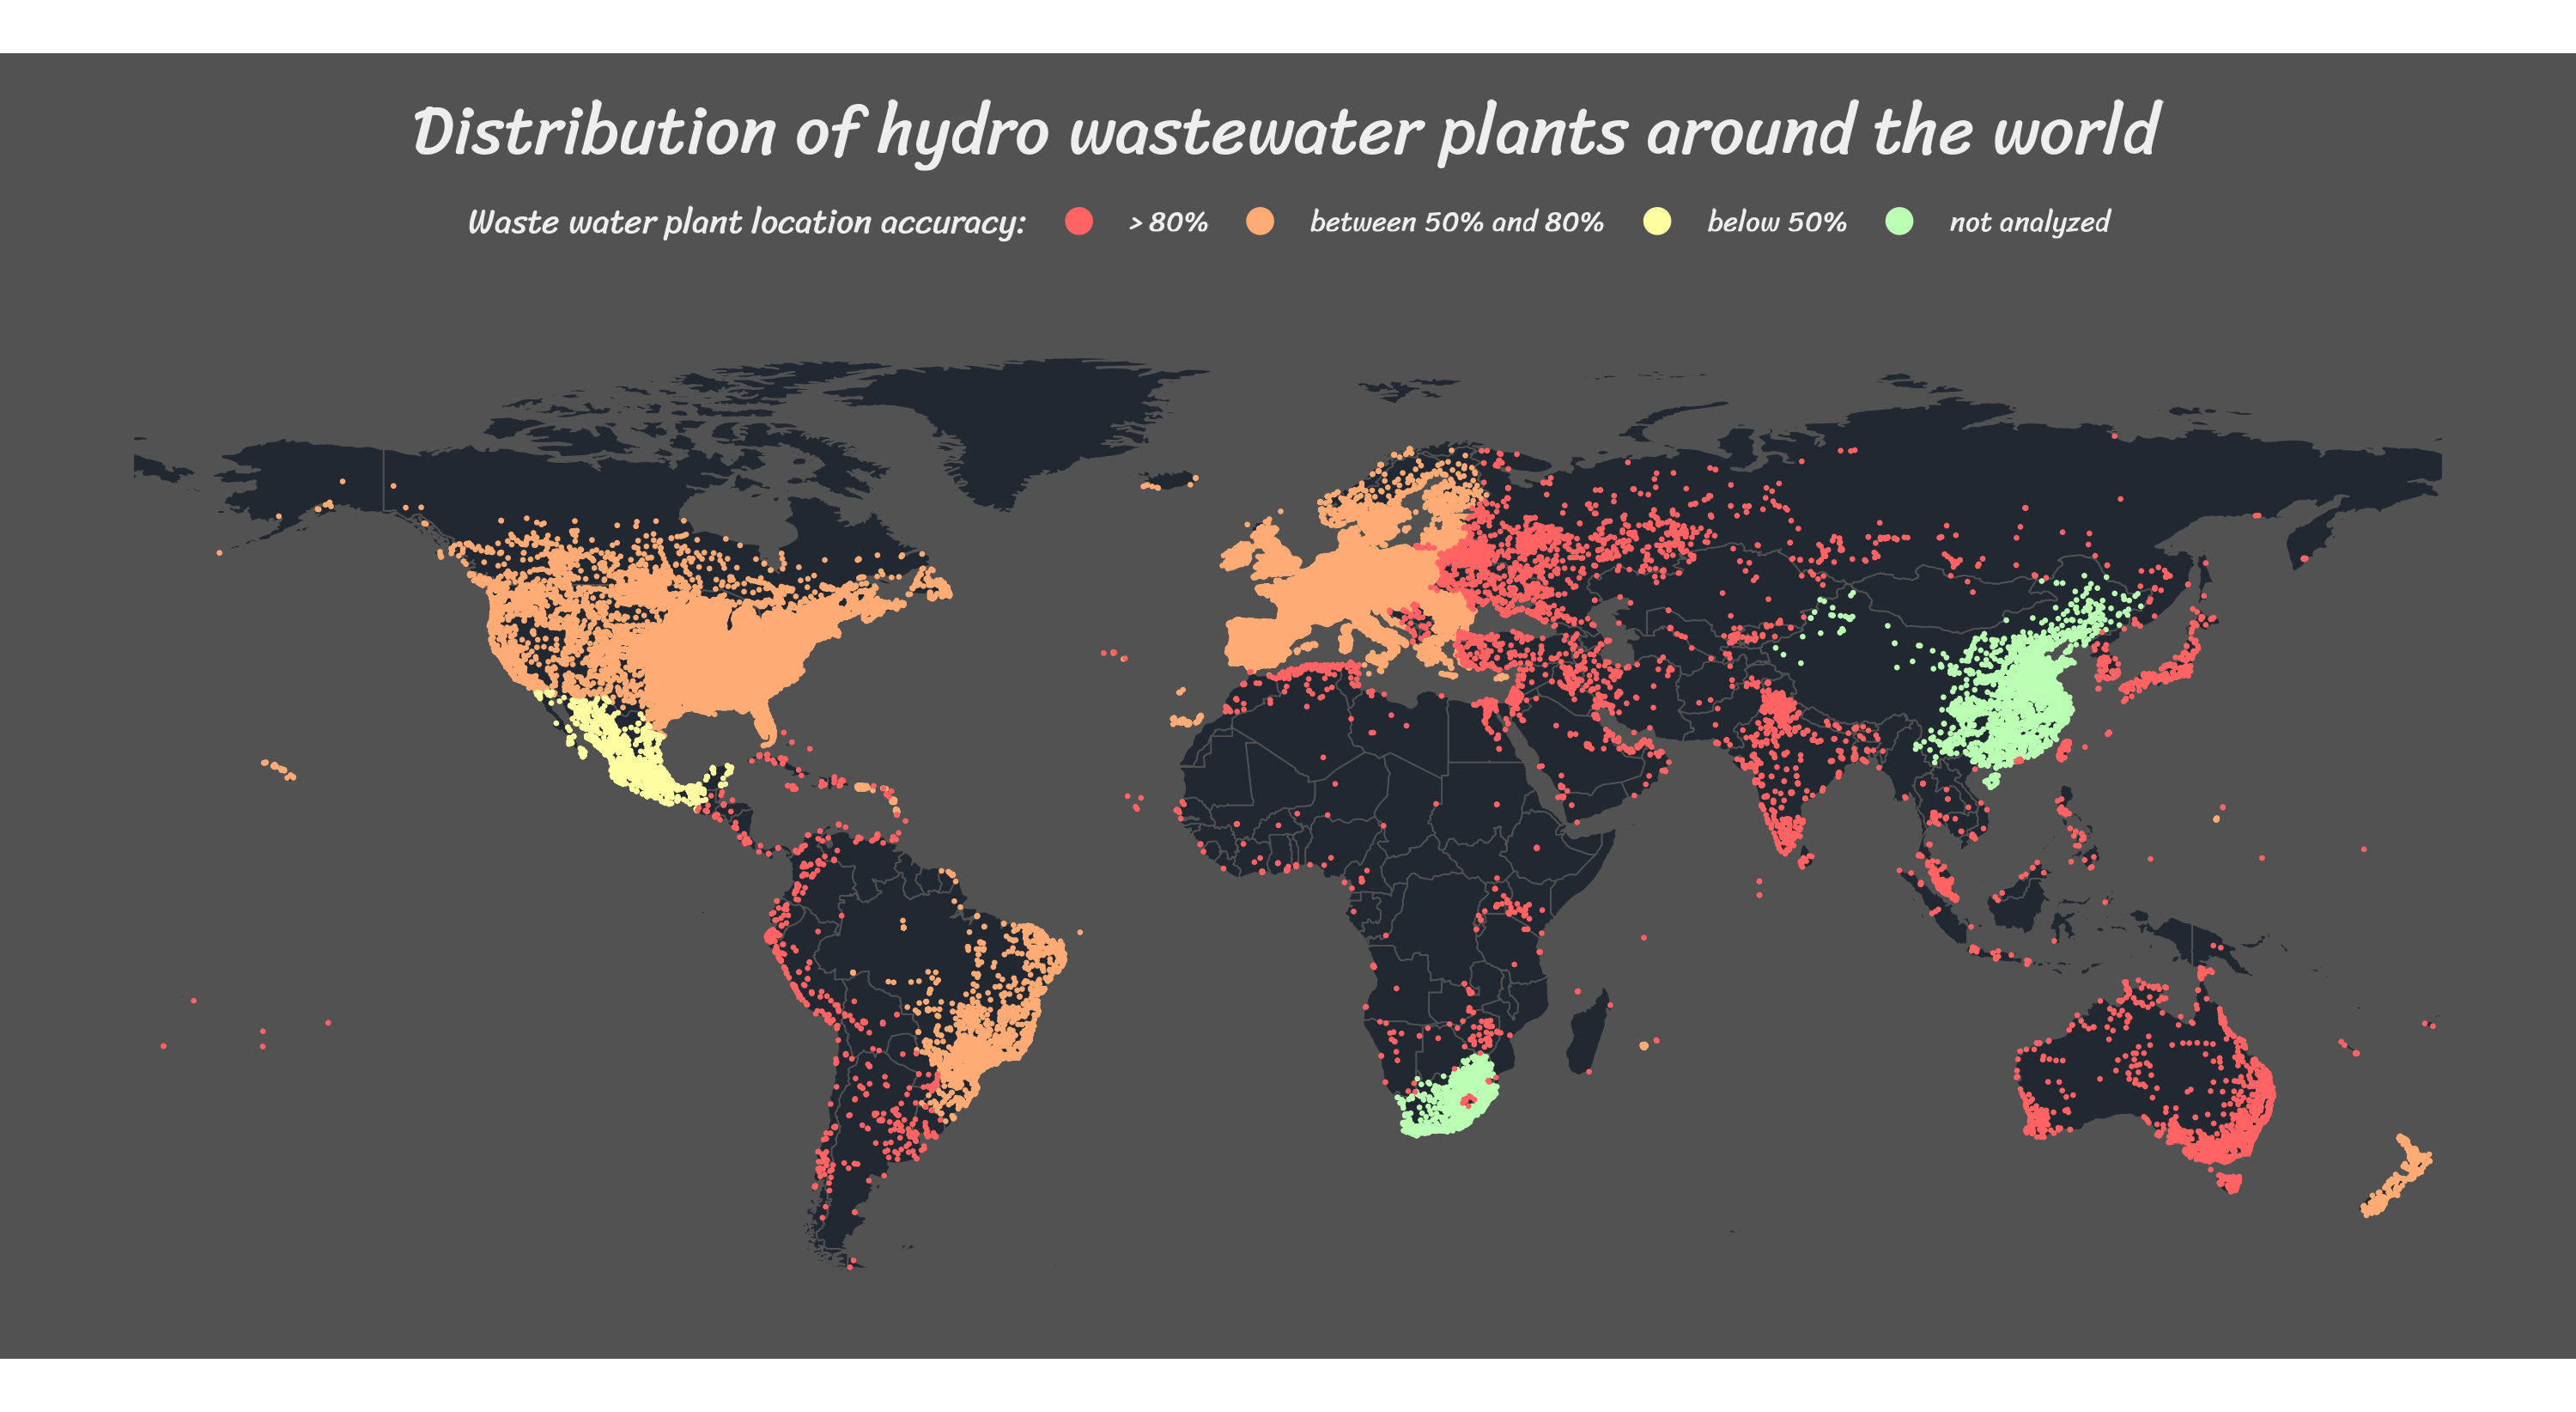 Distribution of hydro wastewater plants around the world
Waste water plant location accuracy: > 80% between 50% and 80% below 50% not analyzed